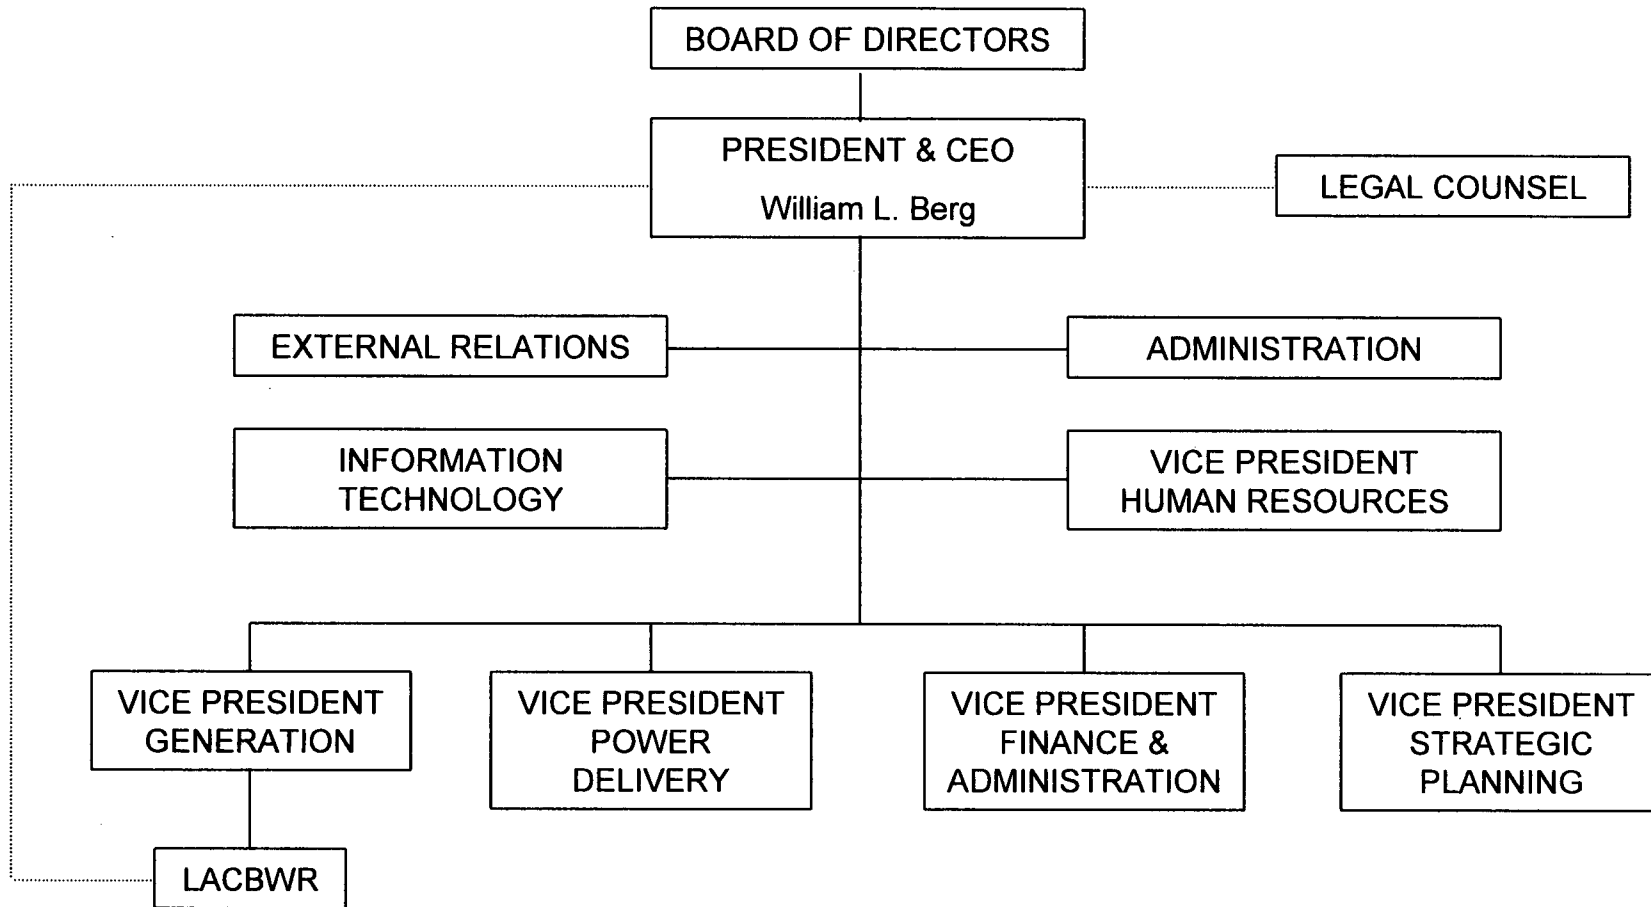 BOARD OF DIRECTORS
PRESIDENT & CEO
William L. Berg
LEGAL COUNSEL
EXTERNAL RELATIONS
ADMINISTRATION
INFORMATION
TECHNOLOGY
VICE PRESIDENT
HUMAN RESOURCES
VICE PRESIDENT
GENERATION
VICE PRESIDENT
POWER
DELIVERY
VICE PRESIDENT
FINANCE &
ADMINISTRATION
VICE PRESIDENT
STRATEGIC
PLANNING
LACBWR